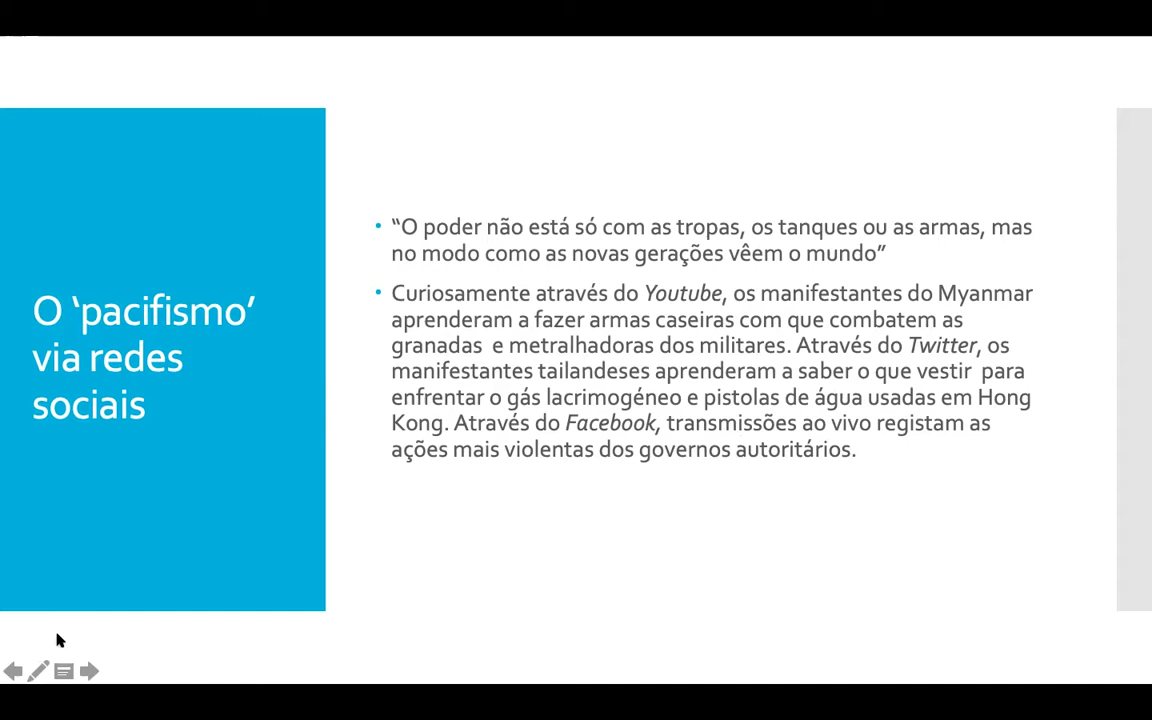 O ‘pacifismo’
via redes
sociais
• “O poder não está só com as tropas, os tanques ou as armas, mas
no modo como as novas gerações vêem o mundo”
• Curiosamente através do Youtube, os manifestantes do Myanmar
aprenderam a fazer armas caseiras com que combatem as
granadas e metralhadoras dos militares. Através do Twitter, os
manifestantes tailandeses aprenderam a saber o que vestir para
enfrentar o gás lacrimogéneo e pistolas de água usadas em Hong
Kong. Através do Facebook, transmissões ao vivo registam as
ações mais violentas dos governos autoritários.